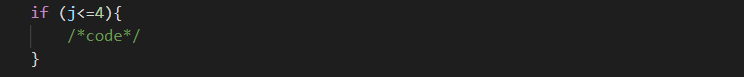 if (j<=4){
    /*code*/
}